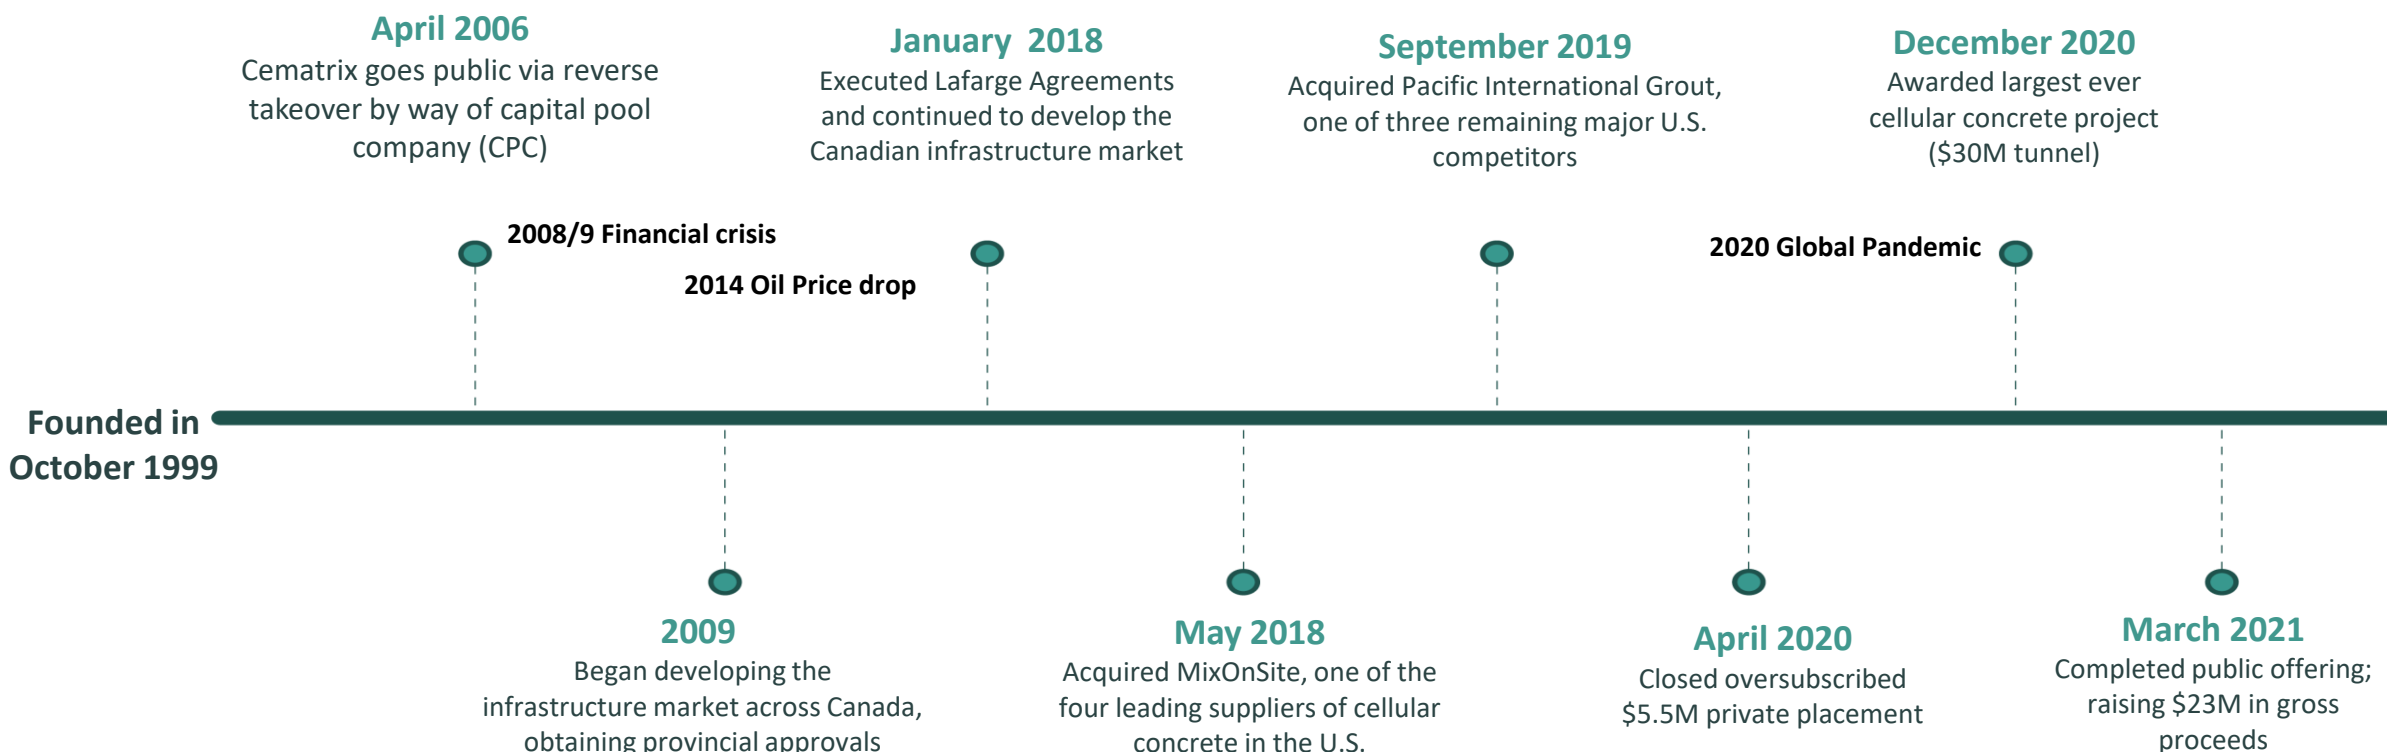 April 2006
Cematrix goes public via reverse
takeover by way of capital pool
company (CPC)
January 2018
Executed Lafarge Agreements
and continued to develop the
Canadian infrastructure market
September 2019
Acquired Pacific International Grout,
one of three remaining major U.S.
competitors
December 2020
Awarded largest ever
cellular concrete project
($30M tunnel)
2008/9 Financial crisis
2014 Oil Price drop
2020 Global Pandemic
Founded in
October 1999
2009
Began developing the
infrastructure market across Canada,
obtaining provincial approvals
May 2018
Acquired MixOnSite, one of the
four leading suppliers of cellular
concrete in the U.S.
April 2020
Closed oversubscribed
$5.5M private placement
March 2021
Completed public offering;
raising $23M in gross
proceeds